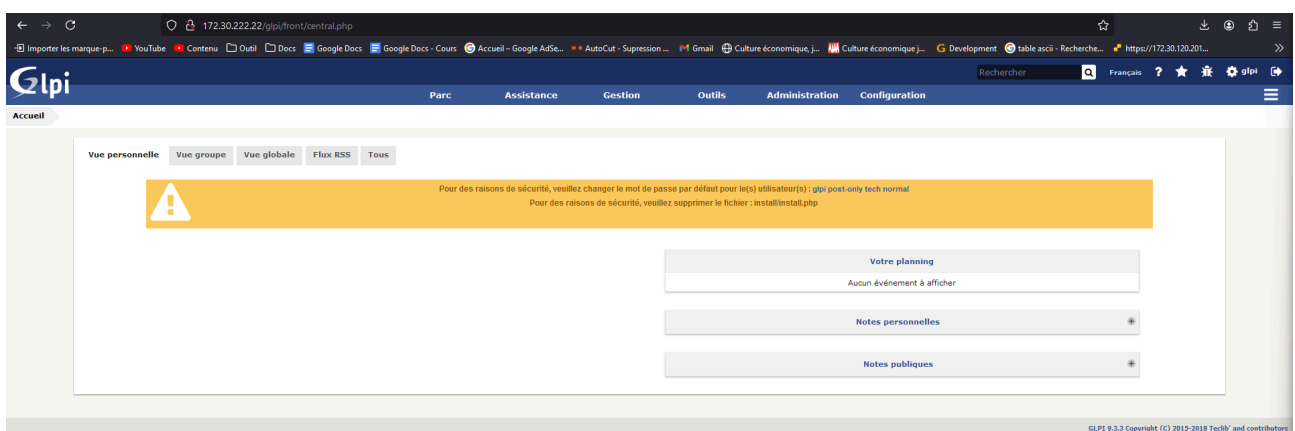 172.30.222.22/glpi/front/central.php
Importer les marque-p... YouTube Contenu Outil Docs Google Docs Google Docs - Cours Accueil – Google AdSe... AutoCut - Supression ... Gmail Culture économique, j... Culture économique j... Development table ascii - Recherche... https://172.30.120.201...
Glpi
Rechercher Français ? glpi
Parc Assistance Gestion Outils Administration Configuration
Accueil
Vue personnelle Vue groupe Vue globale Flux RSS Tous
Pour des raisons de sécurité, veuillez changer le mot de passe par défaut pour le(s) utilisateur(s) : glpi post-only tech normal
Pour des raisons de sécurité, veuillez supprimer le fichier : install/install.php
Votre planning
Aucun événement à afficher
Notes personnelles
Notes publiques
GLPI 9.3.3 Copyright (C) 2015-2018 Teclib' and contributors